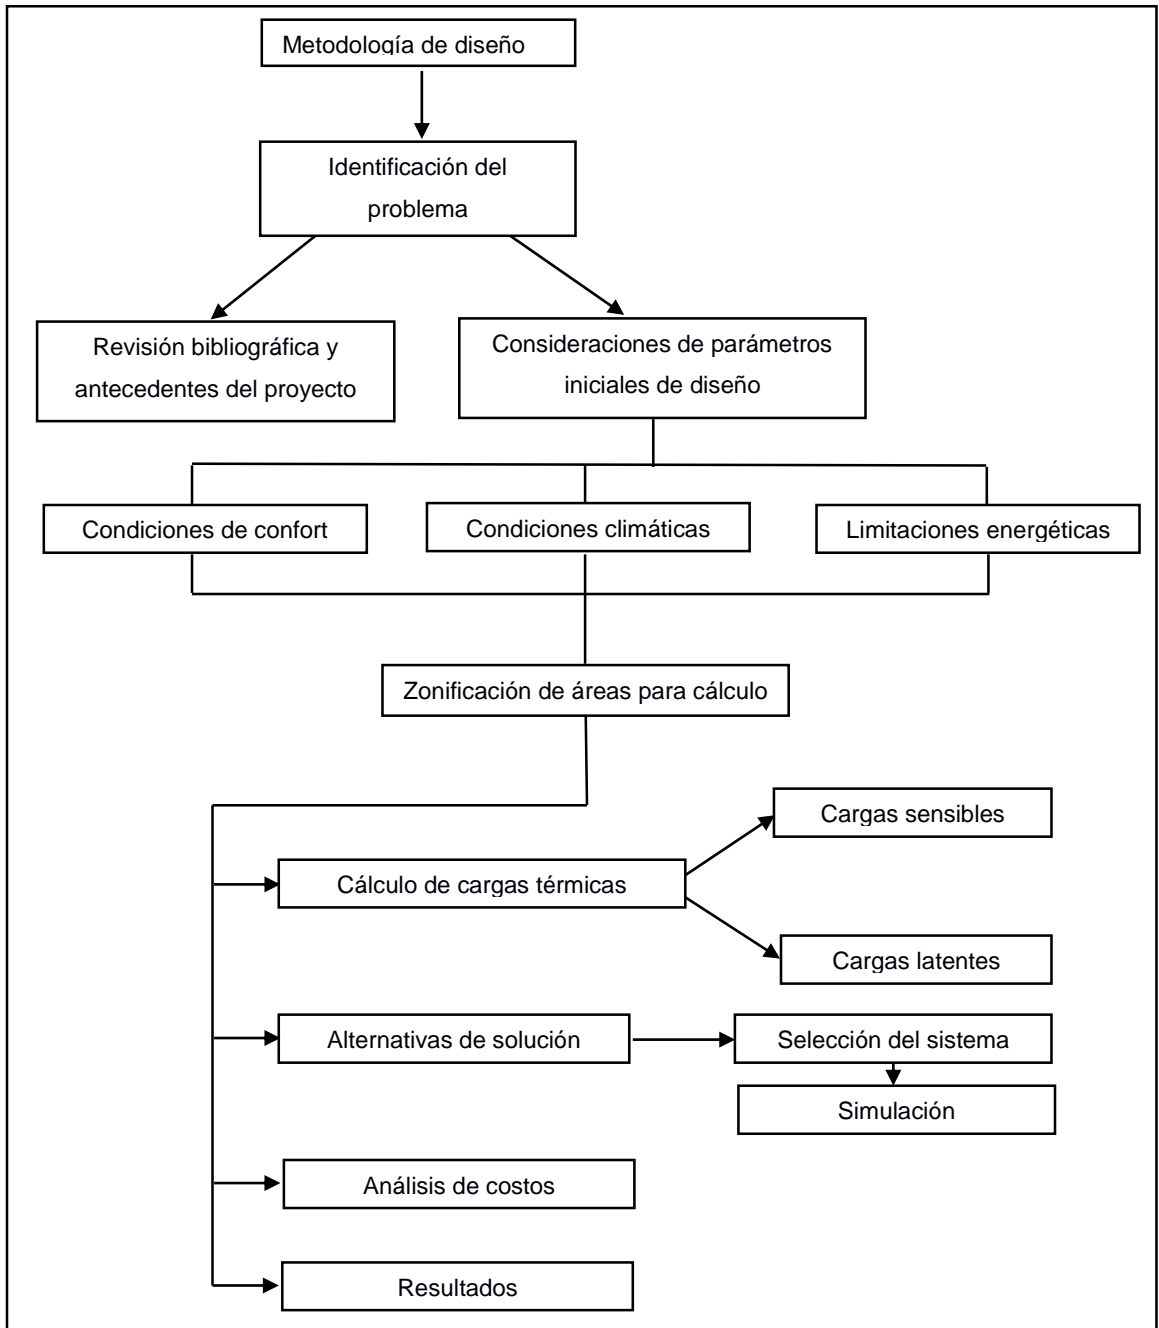 Metodología de diseño
Identificación del
problema
Revisión bibliográfica y
antecedentes del proyecto
Consideraciones de parámetros
iniciales de diseño
Condiciones de confort
Condiciones climáticas
Limitaciones energéticas
Zonificación de áreas para cálculo
Cargas sensibles
Cálculo de cargas térmicas
Cargas latentes
Alternativas de solución
Selección del sistema
Simulación
Análisis de costos
Resultados